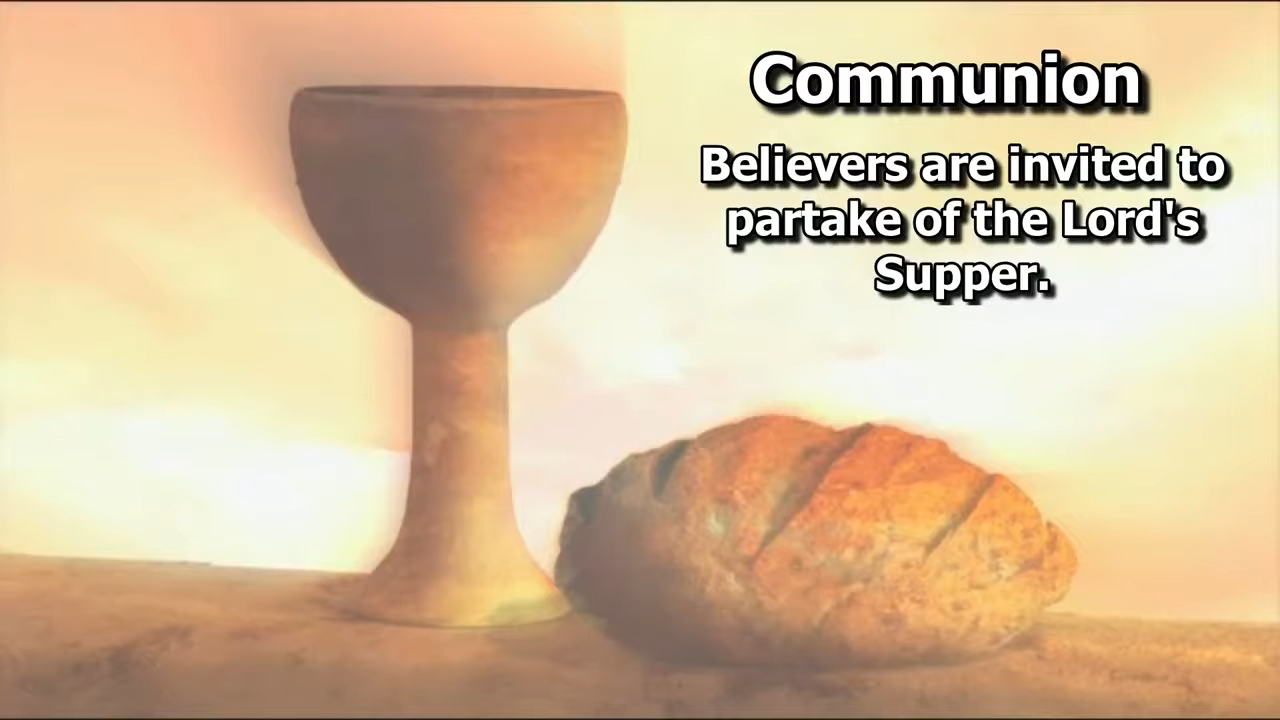 Communion
Believers are invited to
partake of the Lord's
Supper.